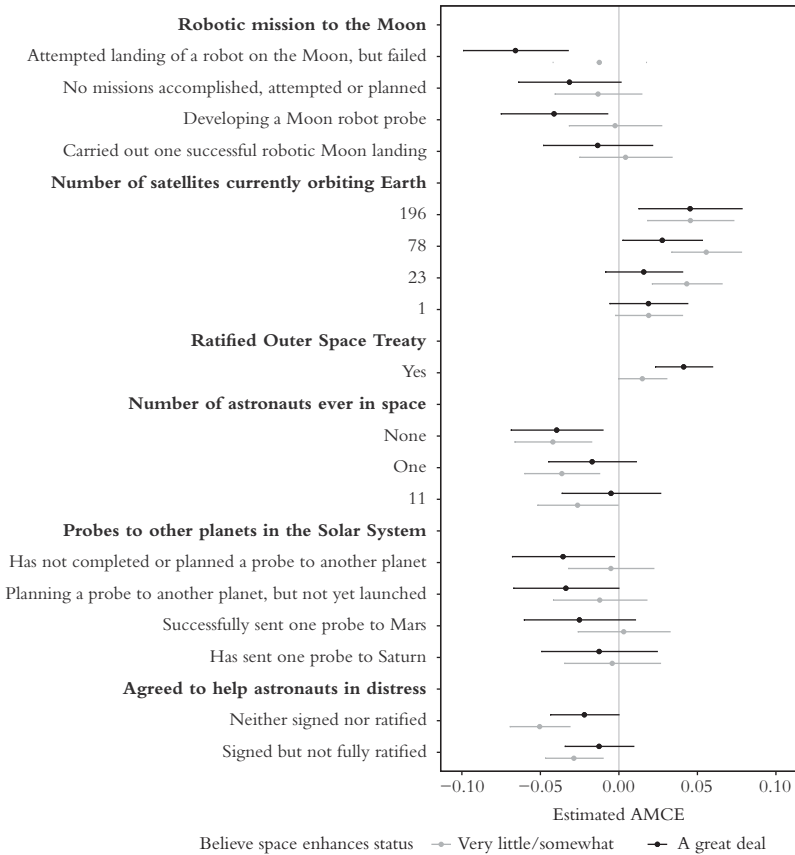 Robotic mission to the Moon
Attempted landing of a robot on the Moon, but failed
No missions accomplished, attempted or planned
Developing a Moon robot probe
Carried out one successful robotic Moon landing
Number of satellites currently orbiting Earth
196
78
23
1
Ratified Outer Space Treaty
Yes
Number of astronauts ever in space
None
One
11
Probes to other planets in the Solar System
Has not completed or planned a probe to another planet
Planning a probe to another planet, but not yet launched
Successfully sent one probe to Mars
Has sent one probe to Saturn
Agreed to help astronauts in distress
Neither signed nor ratified
Signed but not fully ratified
−0.10 −0.05 0.00 0.05 0.10
Estimated AMCE
Believe space enhances status Very little/somewhat A great deal